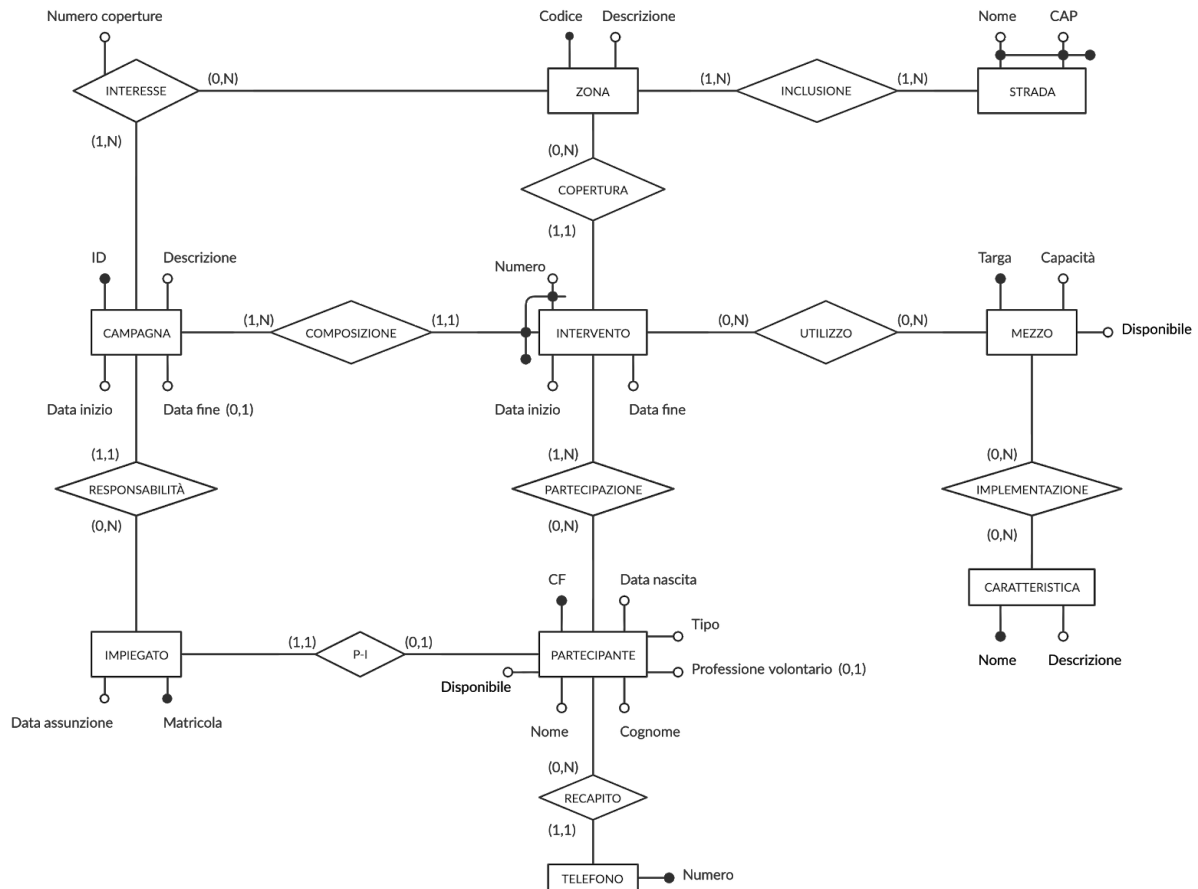 Numero coperture
Codice
Descrizione
Nome
CAP
INTERESSE
(0,N)
ZONA
(1,N)
INCLUSIONE
(1,N)
STRADA
(1,N)
(0,N)
COPERTURA
(1,1)
ID
Descrizione
Numero
Targa
Capacità
CAMPAGNA
(1,N)
COMPOSIZIONE
(1,1)
INTERVENTO
(0,N)
UTILIZZO
(0,N)
MEZZO
Disponibile
Data inizio
Data fine (0,1)
Data inizio
Data fine
(1,1)
(1,N)
(0,N)
RESPONSABILITÀ
PARTECIPAZIONE
IMPLEMENTAZIONE
(0,N)
(0,N)
(0,N)
CF
Data nascita
CARATTERISTICA
Tipo
IMPIEGATO
(1,1)
P-I
(0,1)
PARTECIPANTE
Nome
Descrizione
Professione volontario (0,1)
Disponibile
Data assunzione
Matricola
Nome
Cognome
(0,N)
RECAPITO
(1,1)
TELEFONO
Numero